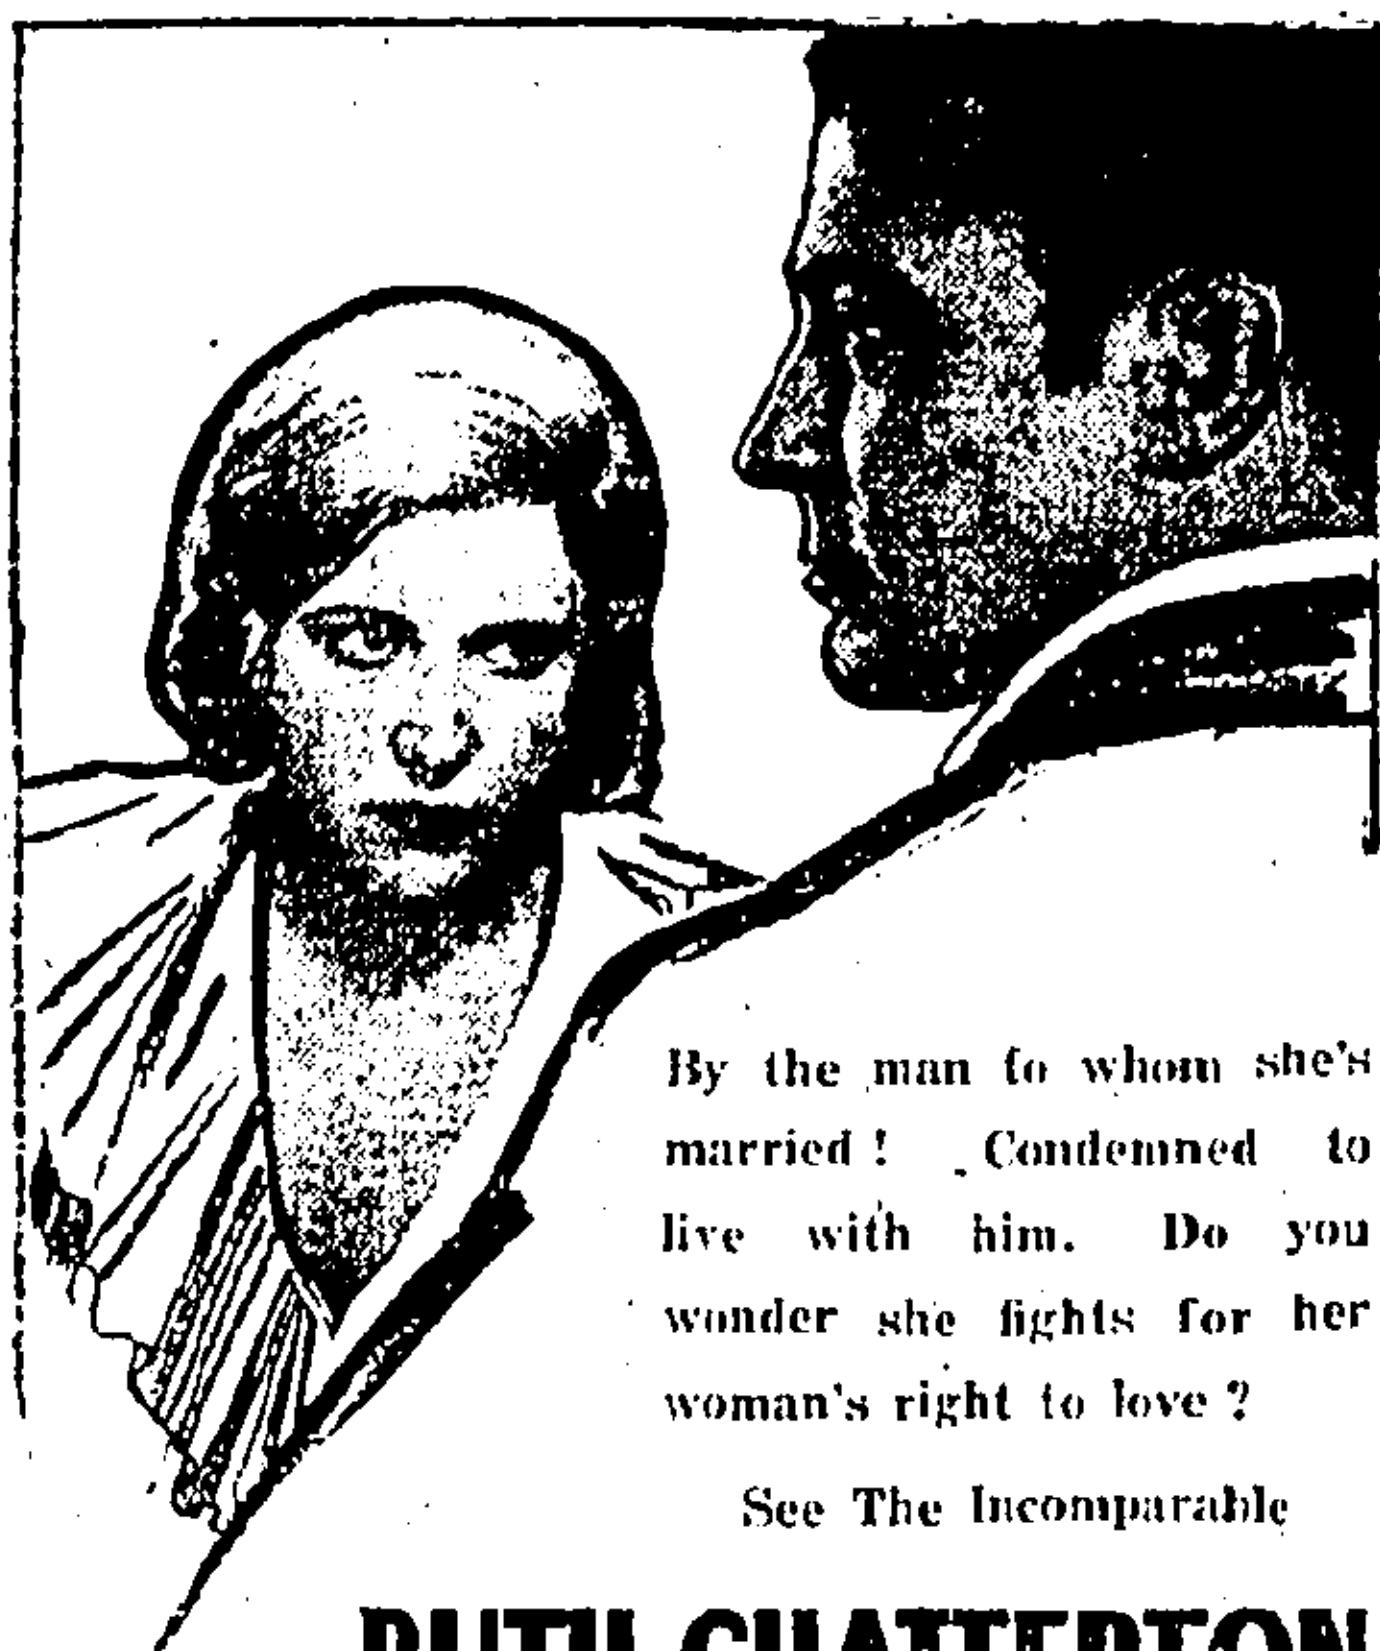 By the man to whom she's
married! Condemned to
live with him. Do you
wonder she fights for her
woman's right to love?
See The Incomparable
RUTH CHATTERTON